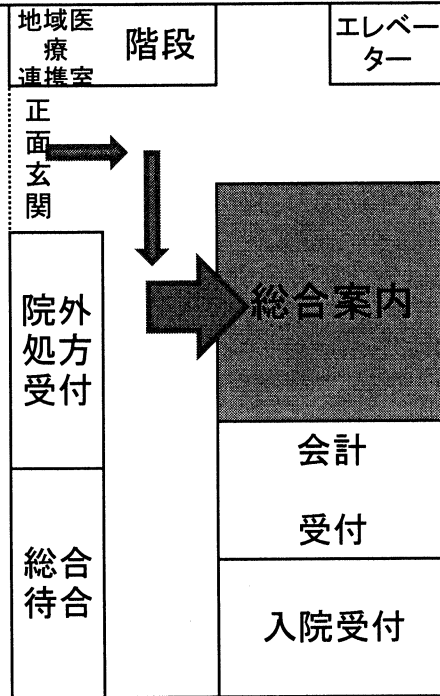 地域医
療
連携室
階段
エレベー
ター
正
面
玄
関
総合案内
院外
処方
受付
会計
受付
総合
待合
入院受付